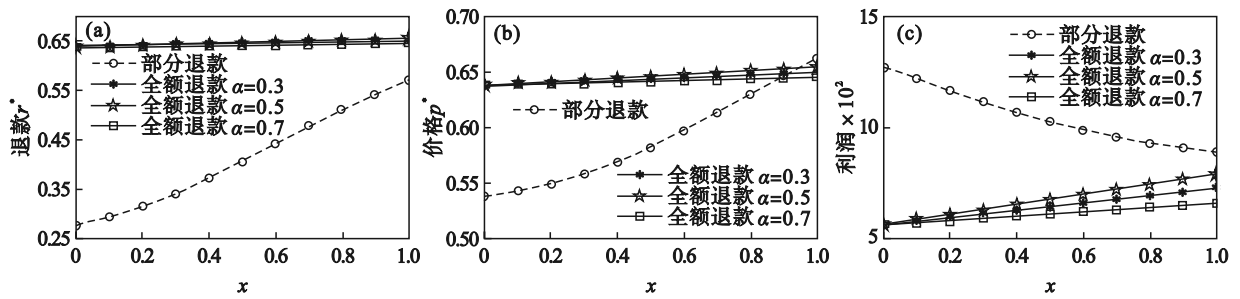 (a)
退款r*
0.65
0.55
0.45
0.35
0.25
部分退款
全额退款 α=0.3
全额退款 α=0.5
全额退款 α=0.7
0 0.2 0.4 0.6 0.8 1.0
x
(b)
价格p*
0.70
0.65
0.65
0.55
0.50
部分退款
全额退款 α=0.3
全额退款 α=0.5
全额退款 α=0.7
0 0.2 0.4 0.6 0.8 1.0
x
(c)
利润×10²
15
10
5
部分退款
全额退款 α=0.3
全额退款 α=0.5
全额退款 α=0.7
0 0.2 0.4 0.6 0.8 1.0
x